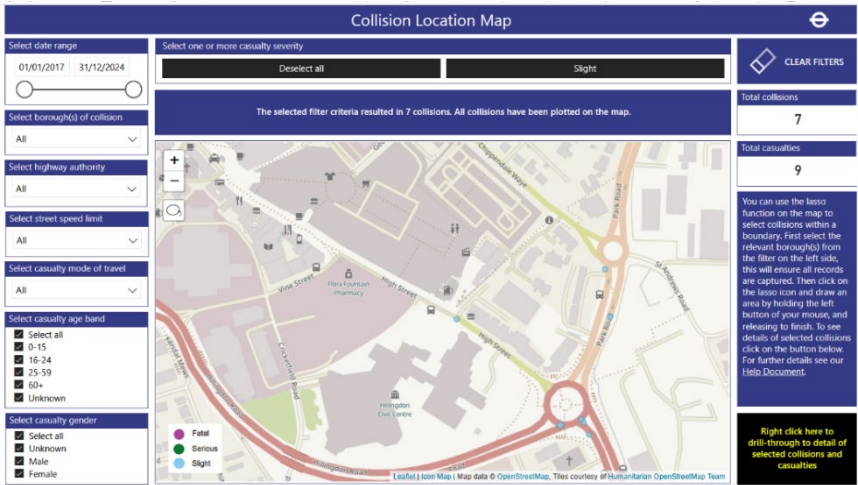 Collision Location Map
Select date range
01/01/2017 31/12/2024
Select borough(s) of collision
All
Select highway authority
All
Select street speed limit
All
Select casualty mode of travel
All
Select casualty age band
Select all
0-15
16-24
25-59
60+
Unknown
Select casualty gender
Select all
Unknown
Male
Female
Select one or more casualty severity
Deselect all
Slight
The selected filter criteria resulted in 7 collisions. All collisions have been plotted on the map.
+
−
Chippendale Waye
Park Road
St Andrews Road
Vine Street
Flora Fountain
Pharmacy
High Street
High Street
Park Road
Cricketfield Road
Hillingdon
Civic Centre
Hillingdon Road
Fatal
Serious
Slight
Leaflet | Icon Map | Map data © OpenStreetMap, Tiles courtesy of Humanitarian OpenStreetMap Team
CLEAR FILTERS
Total collisions
7
Total casualties
9
You can use the lasso
function on the map to
select collisions within a
boundary. First select the
relevant borough(s) from
the filter on the left side,
this will ensure all records
are captured. Then click on
the lasso icon and draw an
area by holding the left
button of your mouse, and
releasing to finish. To see
details of selected collisions
click on the button below.
For further details see our
Help Document.
Right click here to
drill-through to detail of
selected collisions and
casualties